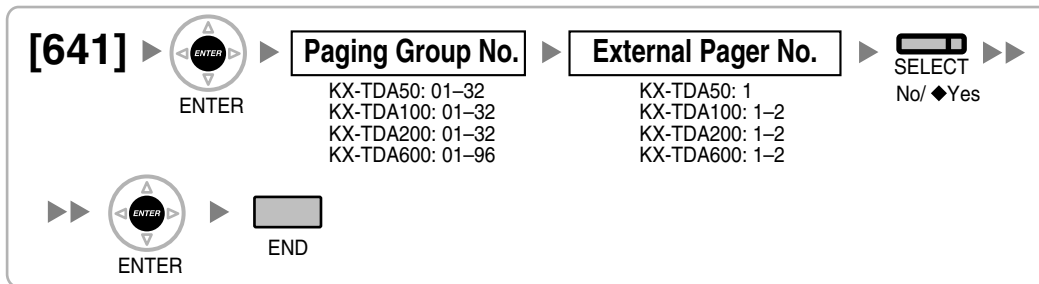 [641] ENTER Paging Group No. External Pager No. SELECT
ENTER
No/ ◆Yes
KX-TDA50: 01–32 KX-TDA50: 1
KX-TDA100: 01–32 KX-TDA100: 1–2
KX-TDA200: 01–32 KX-TDA200: 1–2
KX-TDA600: 01–96 KX-TDA600: 1–2
ENTER
END
ENTER